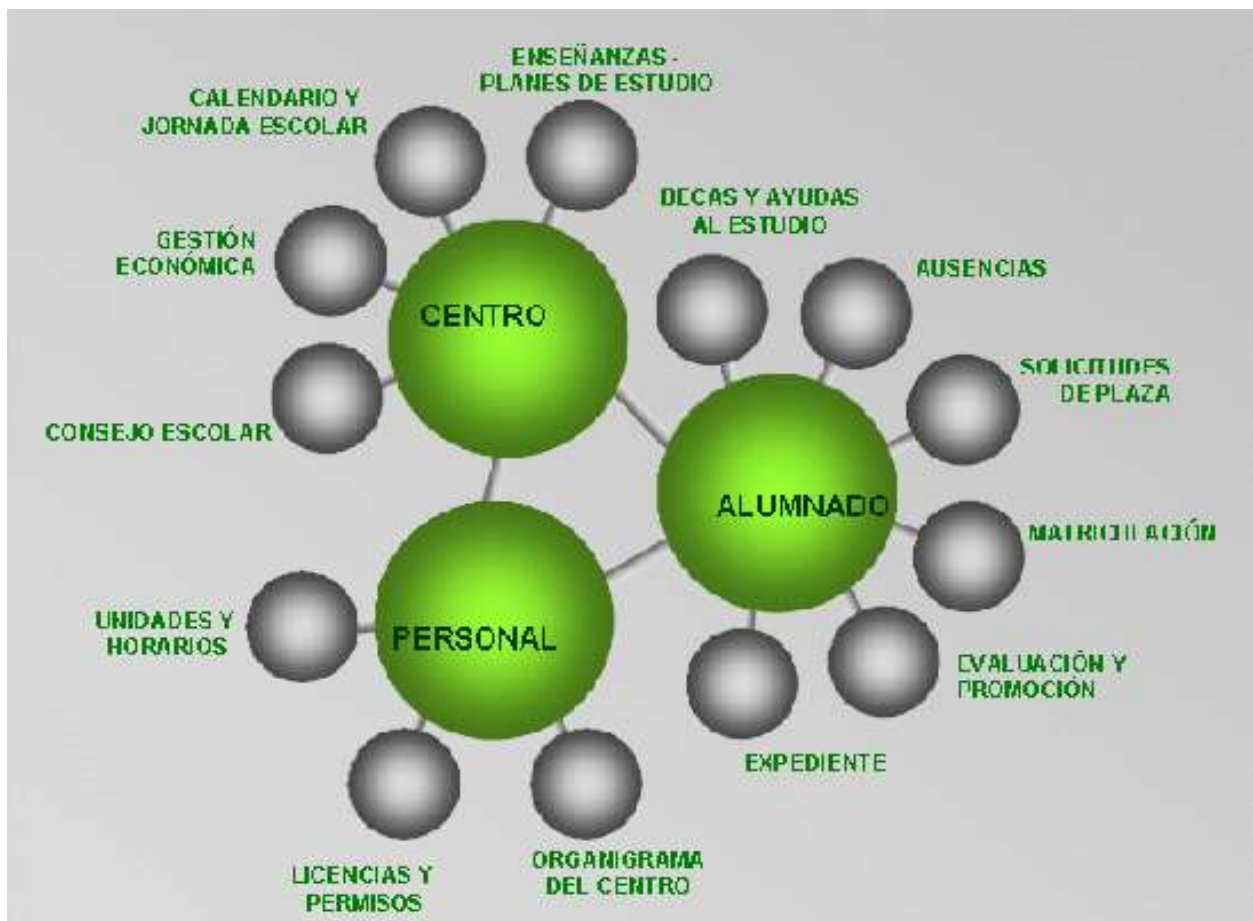 ENSEÑANZAS -
PLANES DE ESTUDIO
CALENDARIO Y
JORNADA ESCOLAR
GESTIÓN
ECONÓMICA
CENTRO
CONSEJO ESCOLAR
DECAS Y AYUDAS
AL ESTUDIO
AUSENCIAS
SOLICITUDES
DE PLAZA
ALUMNADO
MATRICULACIÓN
EVALUACIÓN Y
PROMOCIÓN
EXPEDIENTE
UNIDADES Y
HORARIOS
PERSONAL
LICENCIAS Y
PERMISOS
ORGANIGRAMA
DEL CENTRO